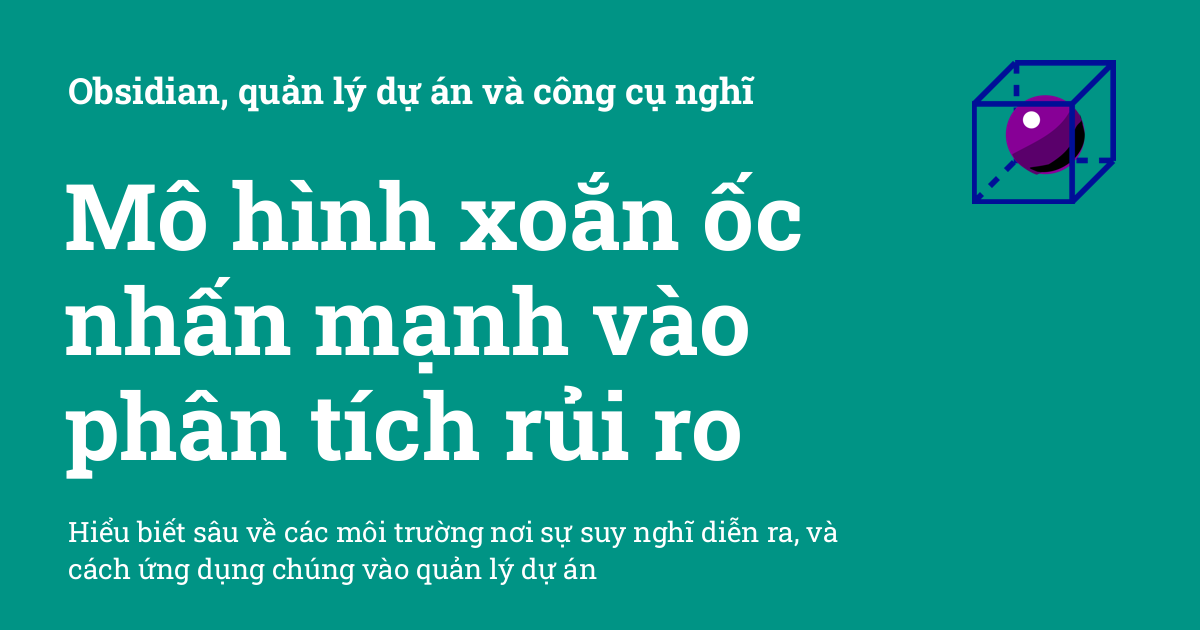 Obsidian, quản lý dự án và công cụ nghĩ
Mô hình xoắn ốc
nhấn mạnh vào
phân tích rủi ro
Hiểu biết sâu về các môi trường nơi sự suy nghĩ diễn ra, và
cách ứng dụng chúng vào quản lý dự án